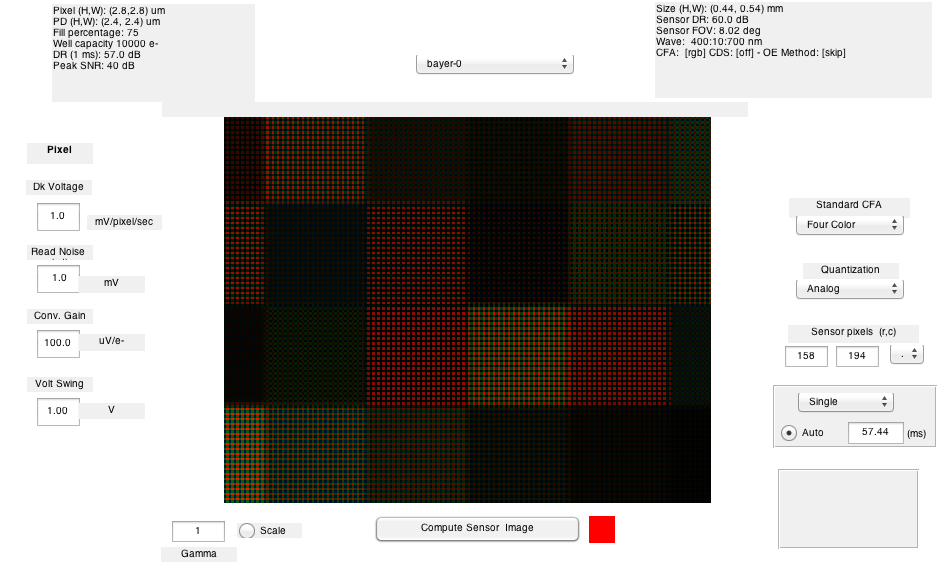 Pixel (H,W): (2.8,2.8) um
PD (H,W): (2.4, 2.4) um
Fill percentage: 75
Well capacity 10000 e-
DR (1 ms): 57.0 dB
Peak SNR: 40 dB
bayer-0
Size (H,W): (0.44, 0.54) mm
Sensor DR: 60.0 dB
Sensor FOV: 8.02 deg
Wave: 400:10:700 nm
CFA: [rgb] CDS: [off] - OE Method: [skip]
Pixel
Dk Voltage
1.0 mV/pixel/sec
Read Noise
1.0 mV
Conv. Gain
100.0 uV/e-
Volt Swing
1.00 V
Standard CFA
Four Color
Quantization
Analog
Sensor pixels (r,c)
158 194 .
Single
Auto 57.44 (ms)
1 Scale
Gamma
Compute Sensor Image